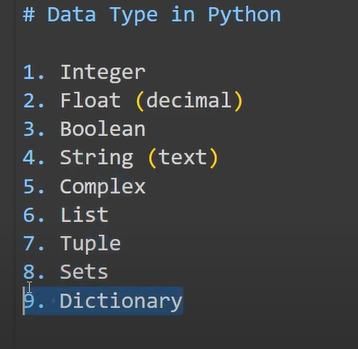 # Data Type in Python
1. Integer
2. Float (decimal)
3. Boolean
4. String (text)
5. Complex
6. List
7. Tuple
8. Sets
9. Dictionary